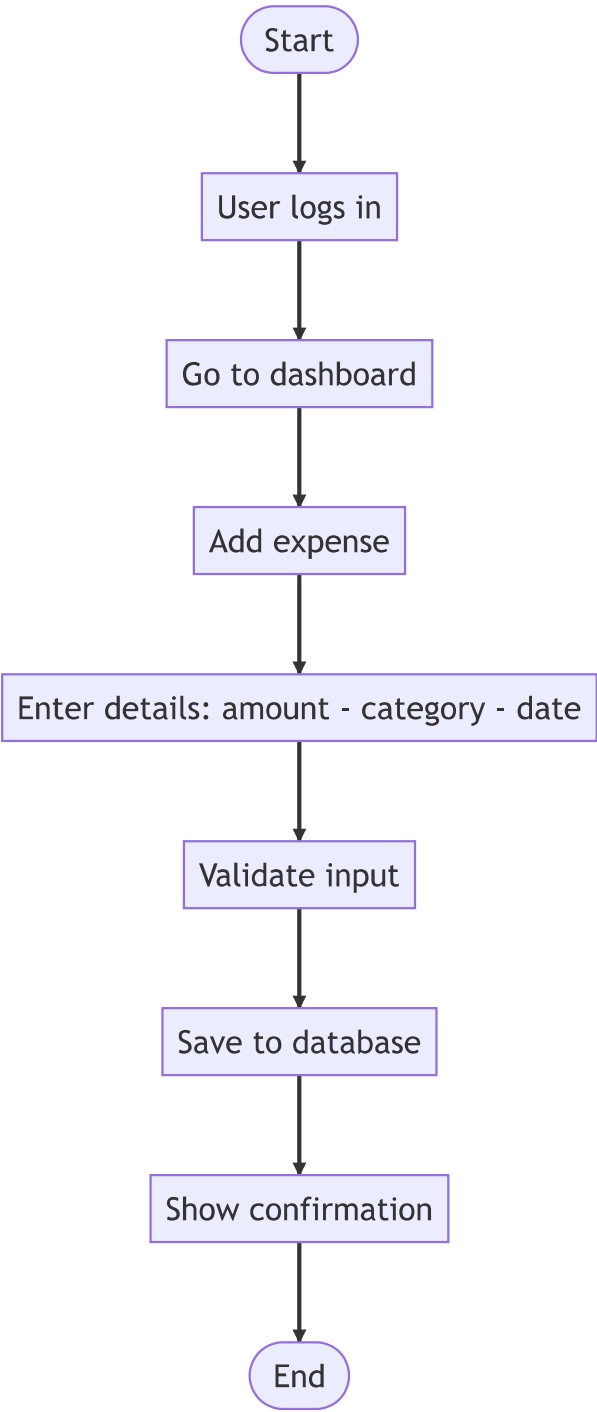 Start
User logs in
Go to dashboard
Add expense
Enter details: amount - category - date
Validate input
Save to database
Show confirmation
End